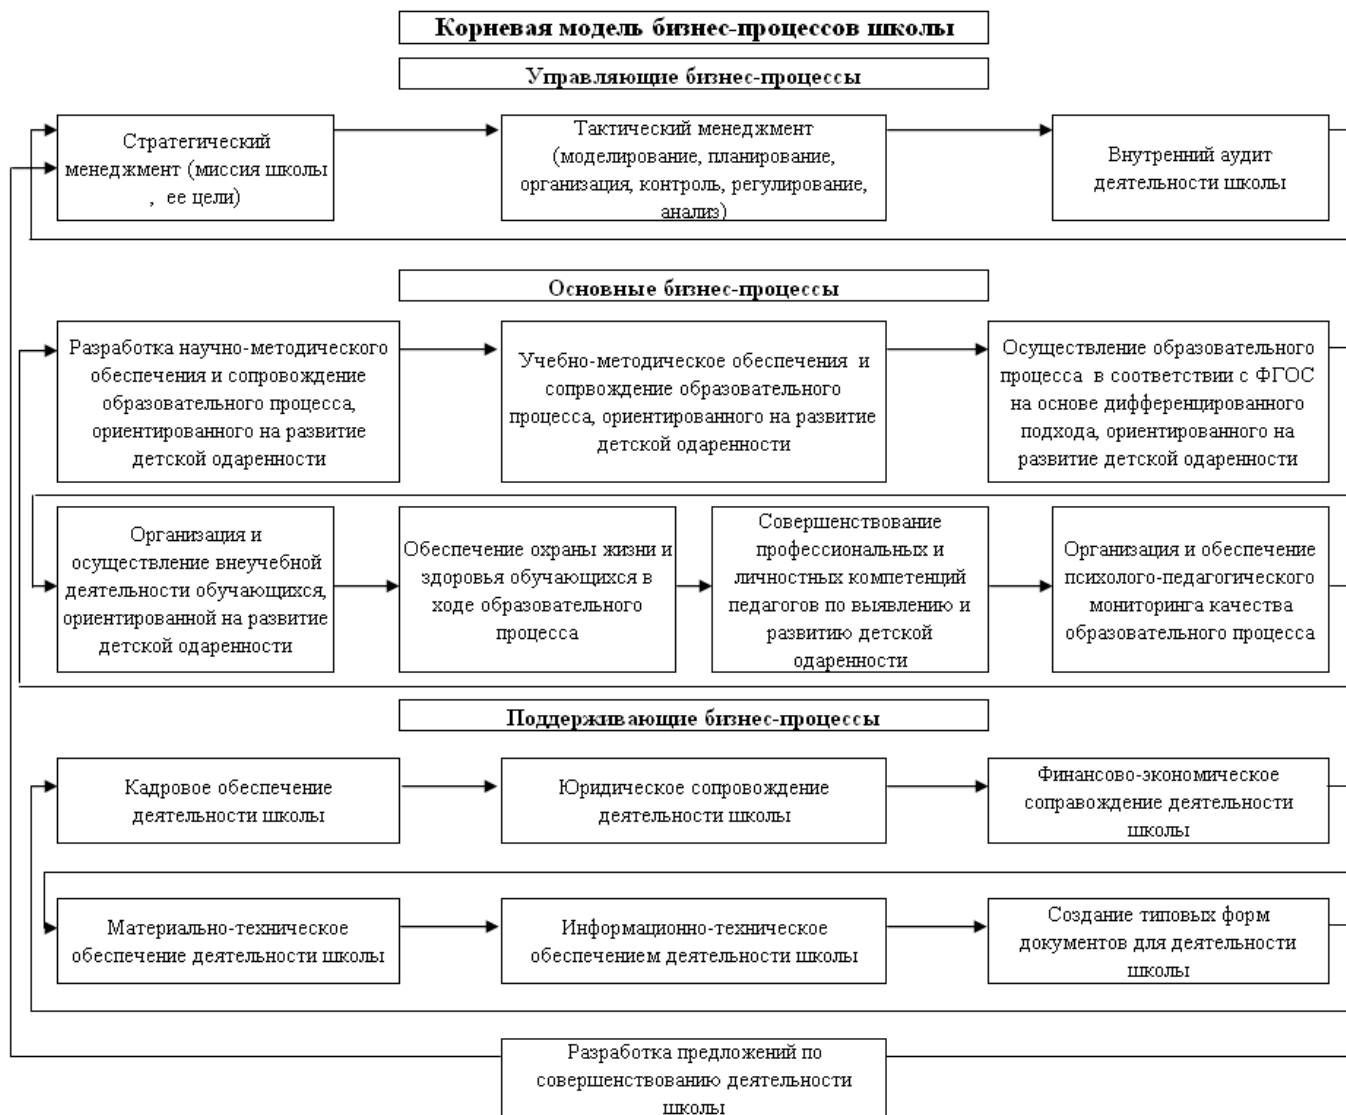 Корневая модель бизнес-процессов школы
Управляющие бизнес-процессы
Стратегический
менеджмент (миссия школы
, ее цели)
Тактический менеджмент
(моделирование, планирование,
организация, контроль, регулирование,
анализ)
Внутренний аудит
деятельности школы
Основные бизнес-процессы
Разработка научно-методического
обеспечения и сопровождение
образовательного процесса,
ориентированного на развитие
детской одаренности
Учебно-методическое обеспечения и
сопрвождение образовательного
процесса, ориентированного на развитие
детской одаренности
Осуществление образовательного
процесса в соответствии с ФГОС
на основе дифференцированного
подхода, ориентированного на
развитие детской одаренности
Организация и
осуществление внеучебной
деятельности обучающихся,
ориентированной на развитие
детской одаренности
Обеспечение охраны жизни и
здоровья обучающихся в
ходе образовательного
процесса
Совершенствование
профессиональных и
личностных компетенций
педагогов по выявлению и
развитию детской
одаренности
Организация и обеспечение
психолого-педагогического
мониторинга качества
образовательного процесса
Поддерживающие бизнес-процессы
Кадровое обеспечение
деятельности школы
Юридическое сопровождение
деятельности школы
Финансово-экономическое
соправождение деятельности
школы
Материально-техническое
обеспечение деятельности школы
Информационно-техническое
обеспечением деятельности школы
Создание типовых форм
документов для деятельности
школы
Разработка предложений по
совершенствованию деятельности
школы